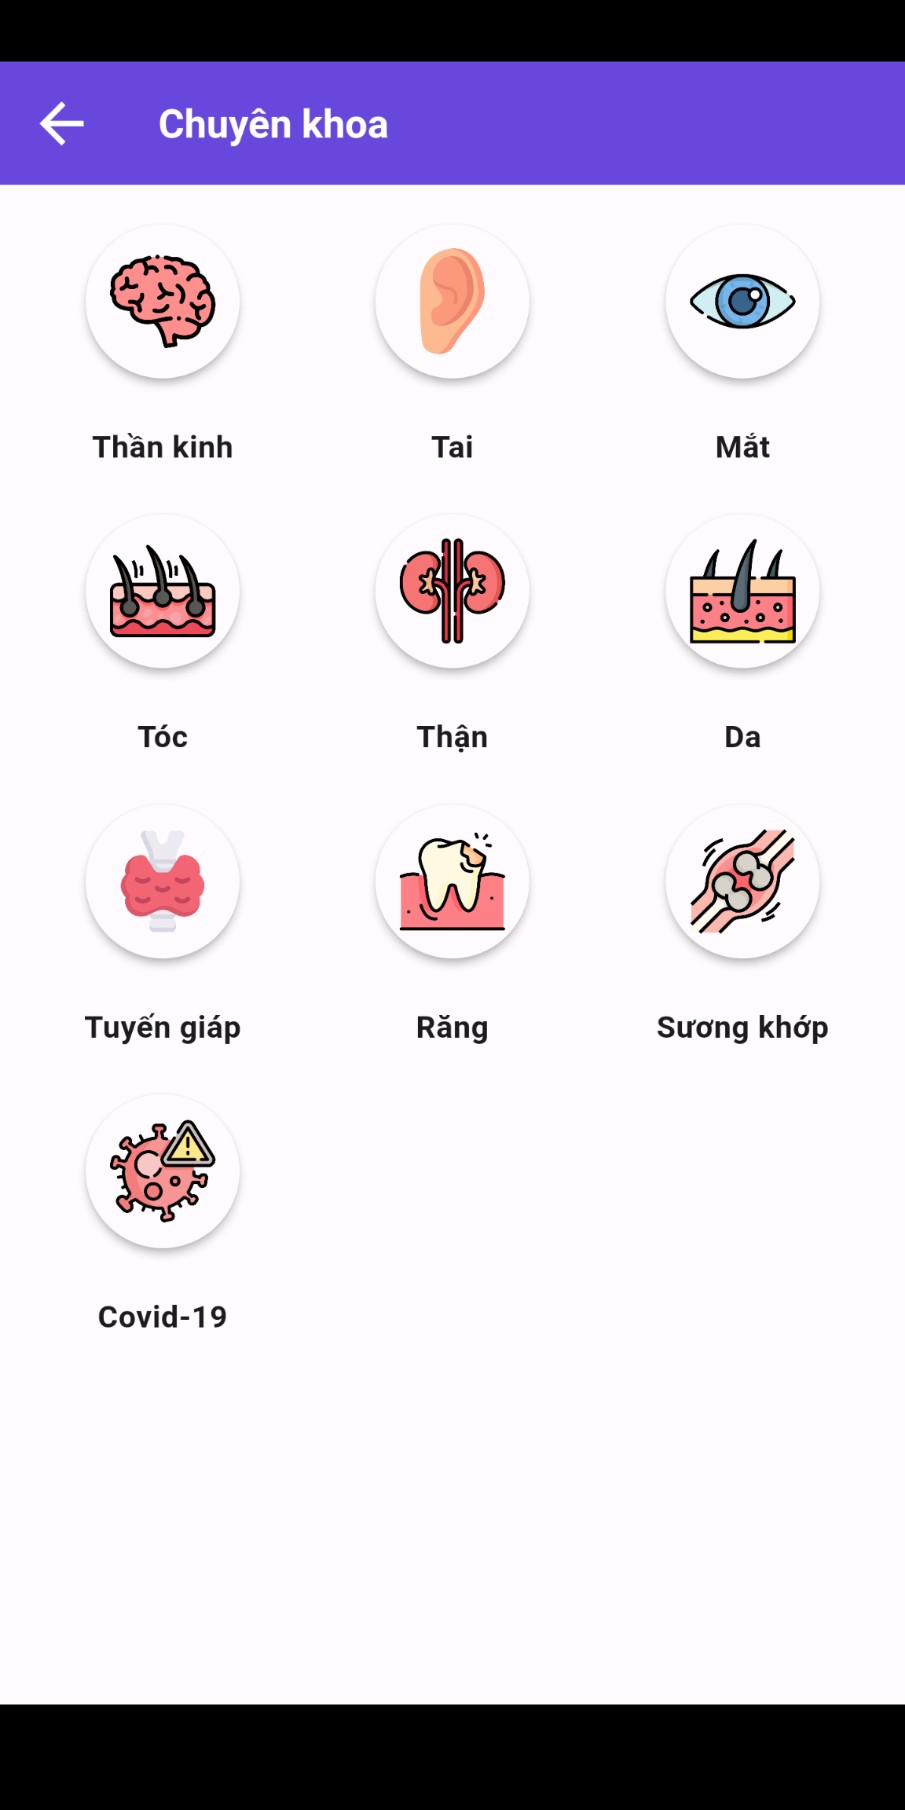 Chuyên khoa
Thần kinh
Tai
Mắt
Tóc
Thận
Da
Tuyến giáp
Răng
Sương khớp
Covid-19